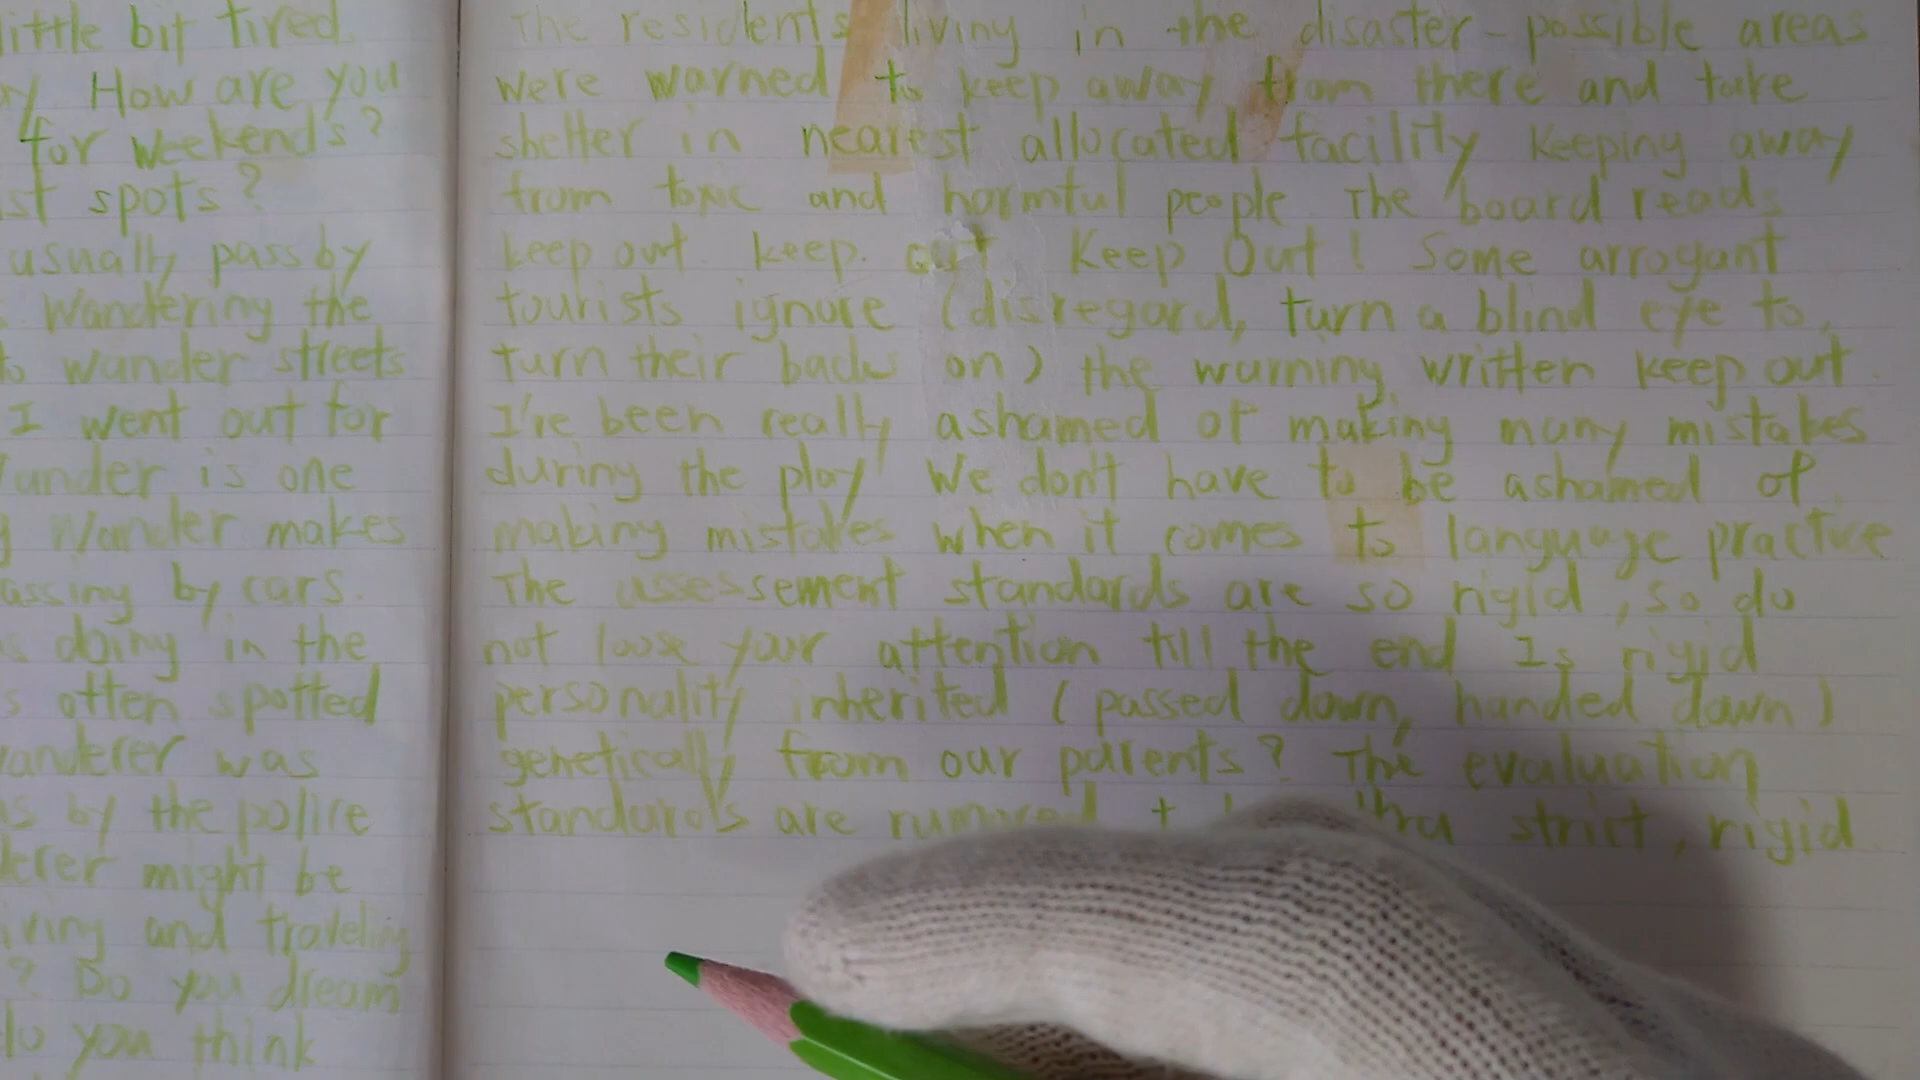 little bit tired
How are you
for weekends?
spots?
usually pass by
Wandering the
to wander streets
I went out for
is one
Wander makes
by cars.
doing in the
often spotted
was
by the police
might be
and traveling
? Do you dream
you think
The residents living in the disaster-possible areas
were warned to keep away from there and take
shelter in nearest allocated facility Keeping away
from toxic and harmful people The board reads
keep out. keep. out Keep Out! Some arrogant
tourists ignore (disregard, turn a blind eye to,
turn their backs on) the warning written keep out.
I've been really ashamed of making many mistakes
during the play We don't have to be ashamed of
making mistakes when it comes to language practice
The assessement standards are so rigid, so do
not loose your attention till the end Is rigid
personality inherited (passed down, handed down)
genetically from our parents? The evaluation
standards are rumored strict, rigid